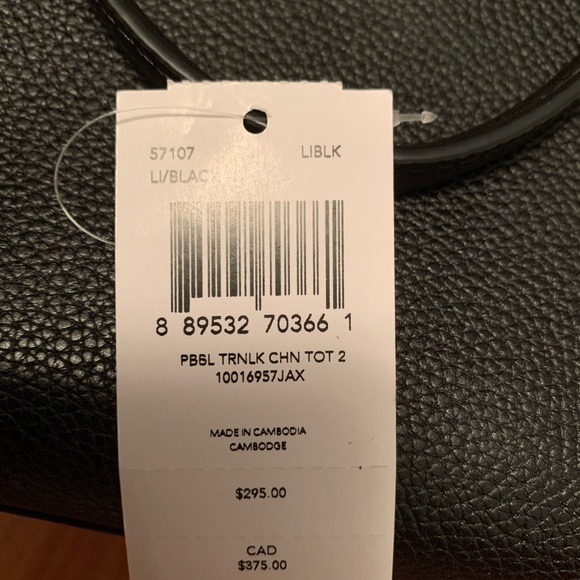 57107 LIBLK
LI/BLACK
8 89532 70366 1
PBBL TRNLK CHN TOT 2
10016957JAX
MADE IN CAMBODIA
CAMBODGE
$295.00
CAD
$375.00